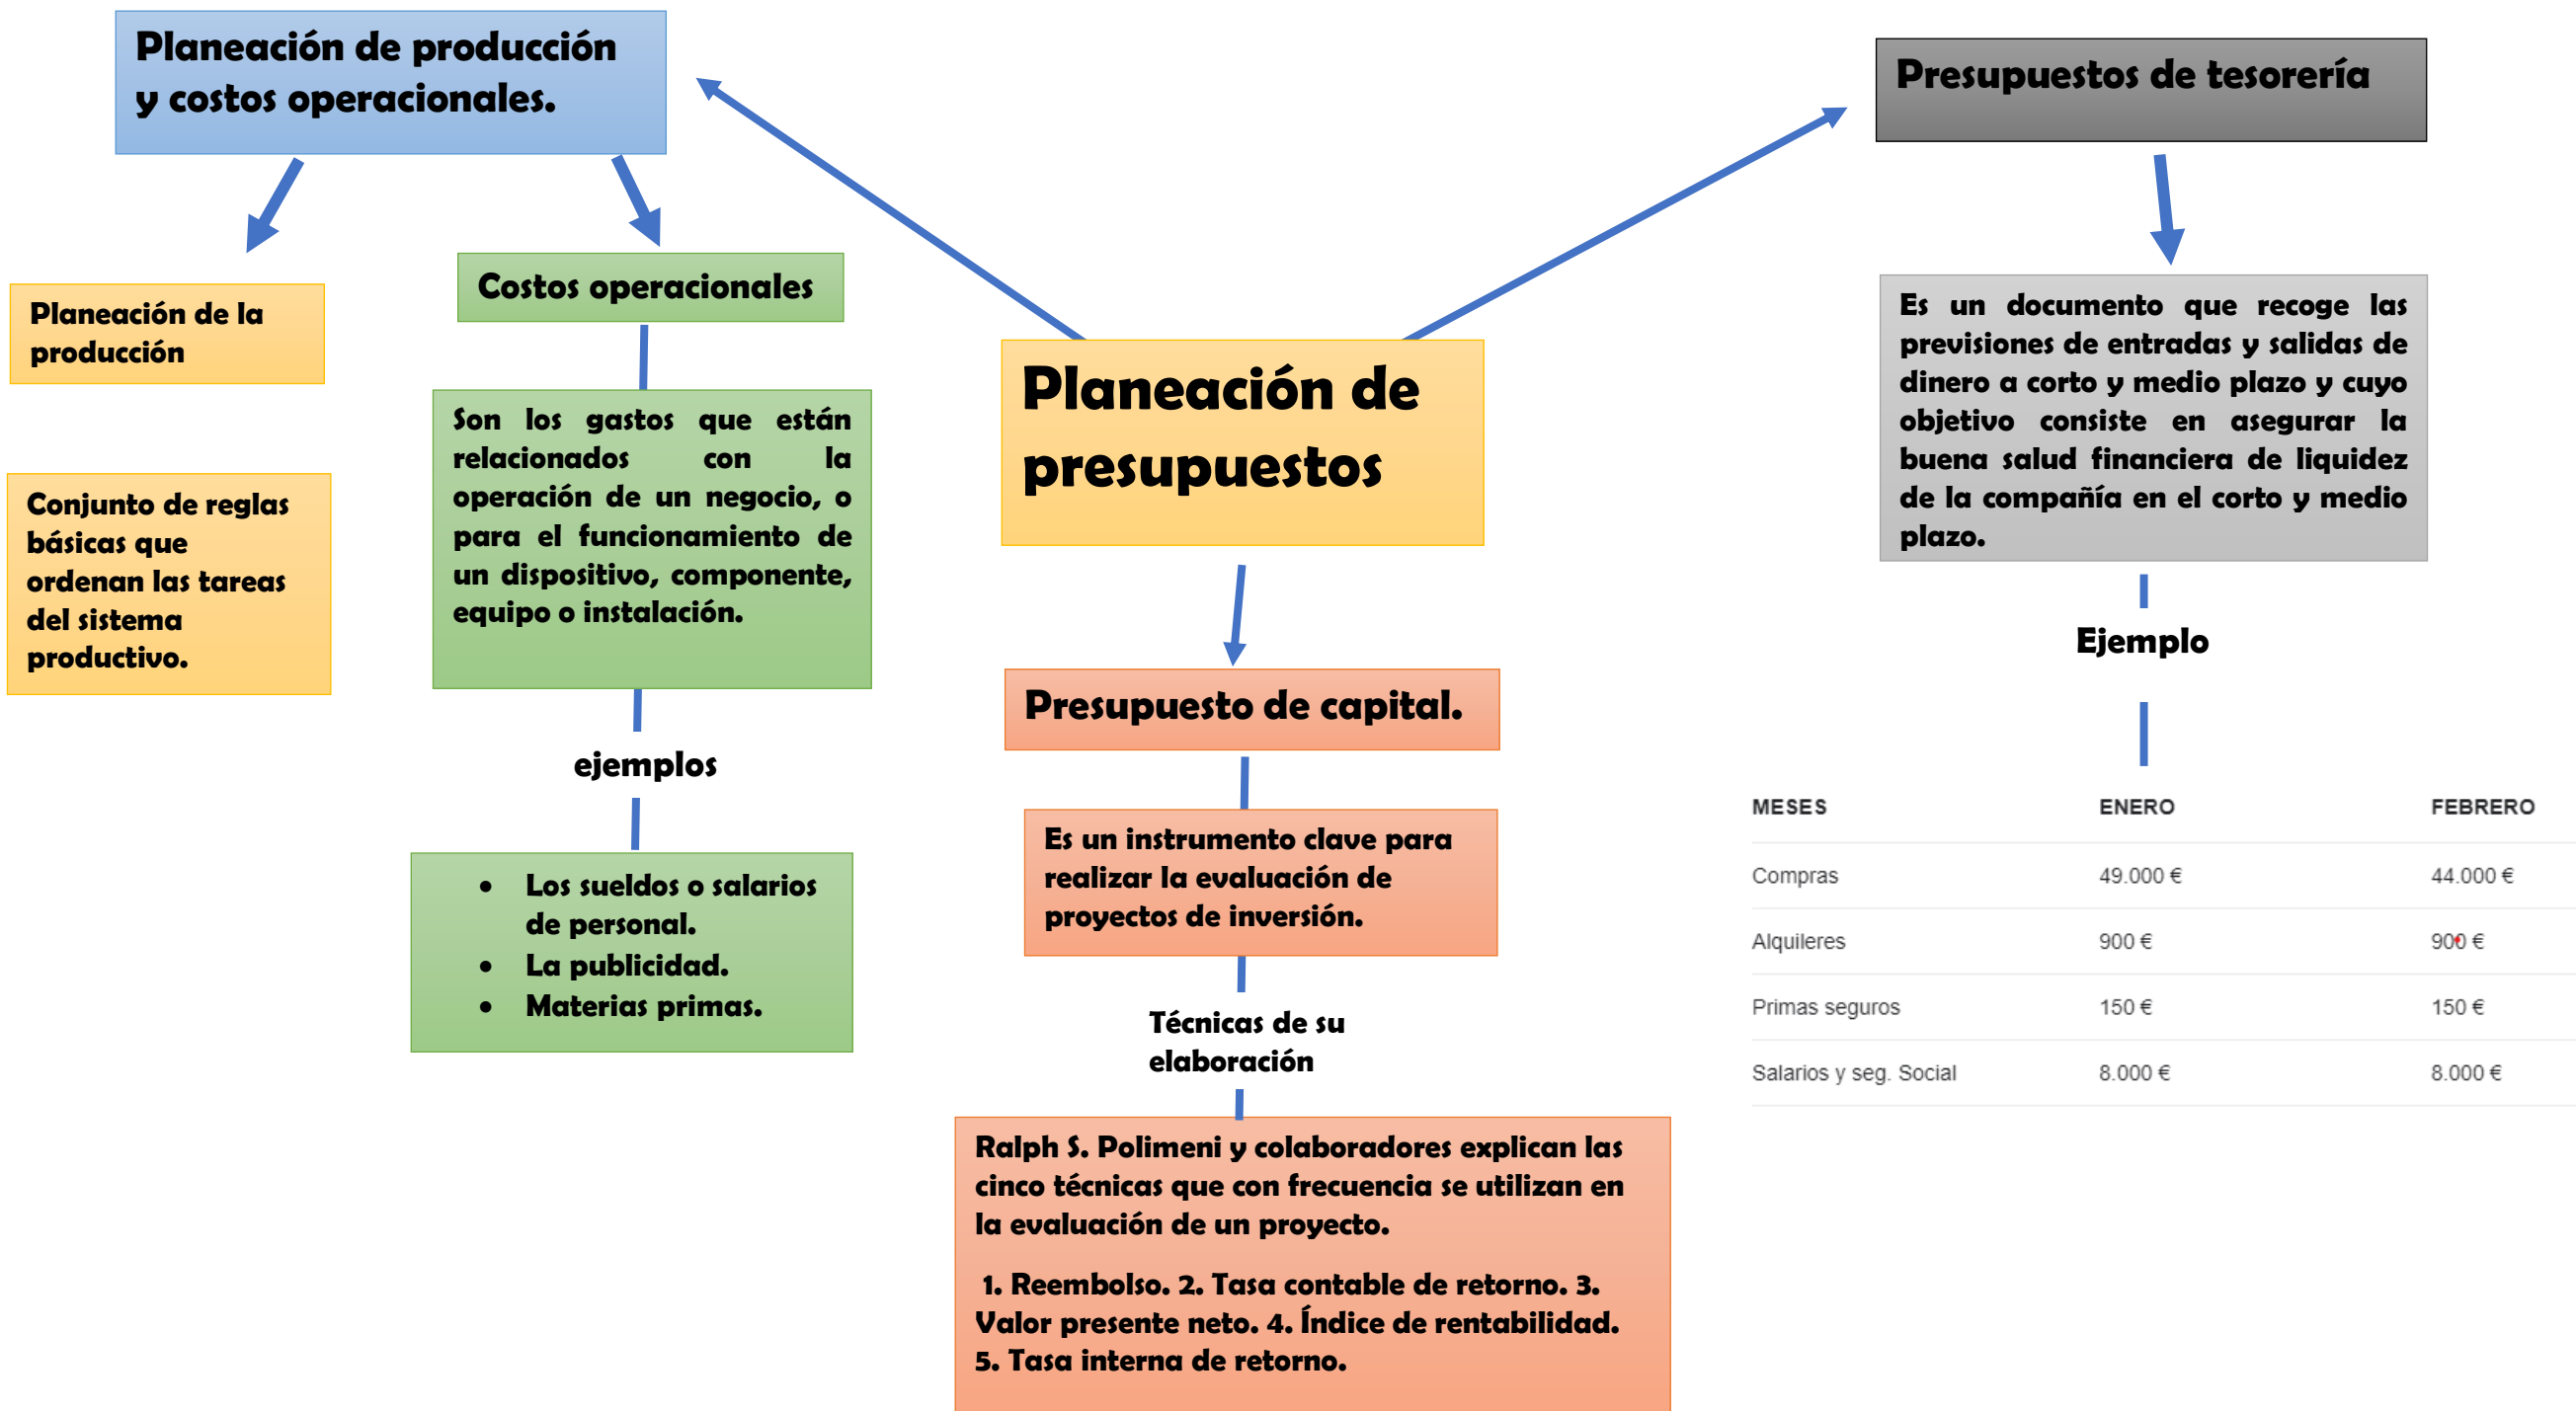 Planeación de producción
y costos operacionales.
Planeación de la
producción
Conjunto de reglas
básicas que
ordenan las tareas
del sistema
productivo.
Costos operacionales
Son los gastos que están
relacionados con la
operación de un negocio, o
para el funcionamiento de
un dispositivo, componente,
equipo o instalación.
ejemplos
• Los sueldos o salarios
de personal.
• La publicidad.
• Materias primas.
Planeación de
presupuestos
Presupuesto de capital.
Es un instrumento clave para
realizar la evaluación de
proyectos de inversión.
Técnicas de su
elaboración
Ralph S. Polimeni y colaboradores explican las
cinco técnicas que con frecuencia se utilizan en
la evaluación de un proyecto.
1. Reembolso. 2. Tasa contable de retorno. 3.
Valor presente neto. 4. Índice de rentabilidad.
5. Tasa interna de retorno.
Presupuestos de tesorería
Es un documento que recoge las
previsiones de entradas y salidas de
dinero a corto y medio plazo y cuyo
objetivo consiste en asegurar la
buena salud financiera de liquidez
de la compañía en el corto y medio
plazo.
Ejemplo
MESES ENERO FEBRERO
Compras 49.000 € 44.000 €
Alquileres 900 € 900 €
Primas seguros 150 € 150 €
Salarios y seg. Social 8.000 € 8.000 €